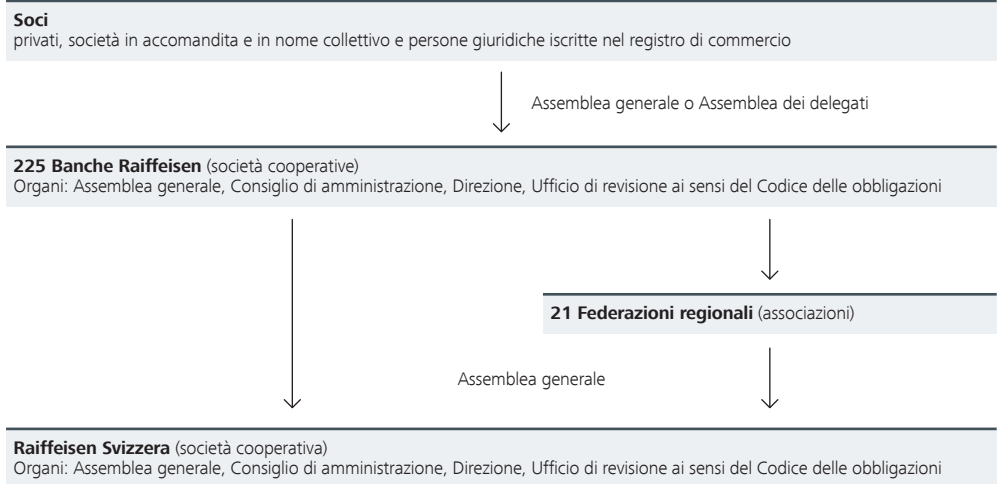 Soci
privati, società in accomandita e in nome collettivo e persone giuridiche iscritte nel registro di commercio
Assemblea generale o Assemblea dei delegati
225 Banche Raiffeisen (società cooperative)
Organi: Assemblea generale, Consiglio di amministrazione, Direzione, Ufficio di revisione ai sensi del Codice delle obbligazioni
21 Federazioni regionali (associazioni)
Assemblea generale
Raiffeisen Svizzera (società cooperativa)
Organi: Assemblea generale, Consiglio di amministrazione, Direzione, Ufficio di revisione ai sensi del Codice delle obbligazioni